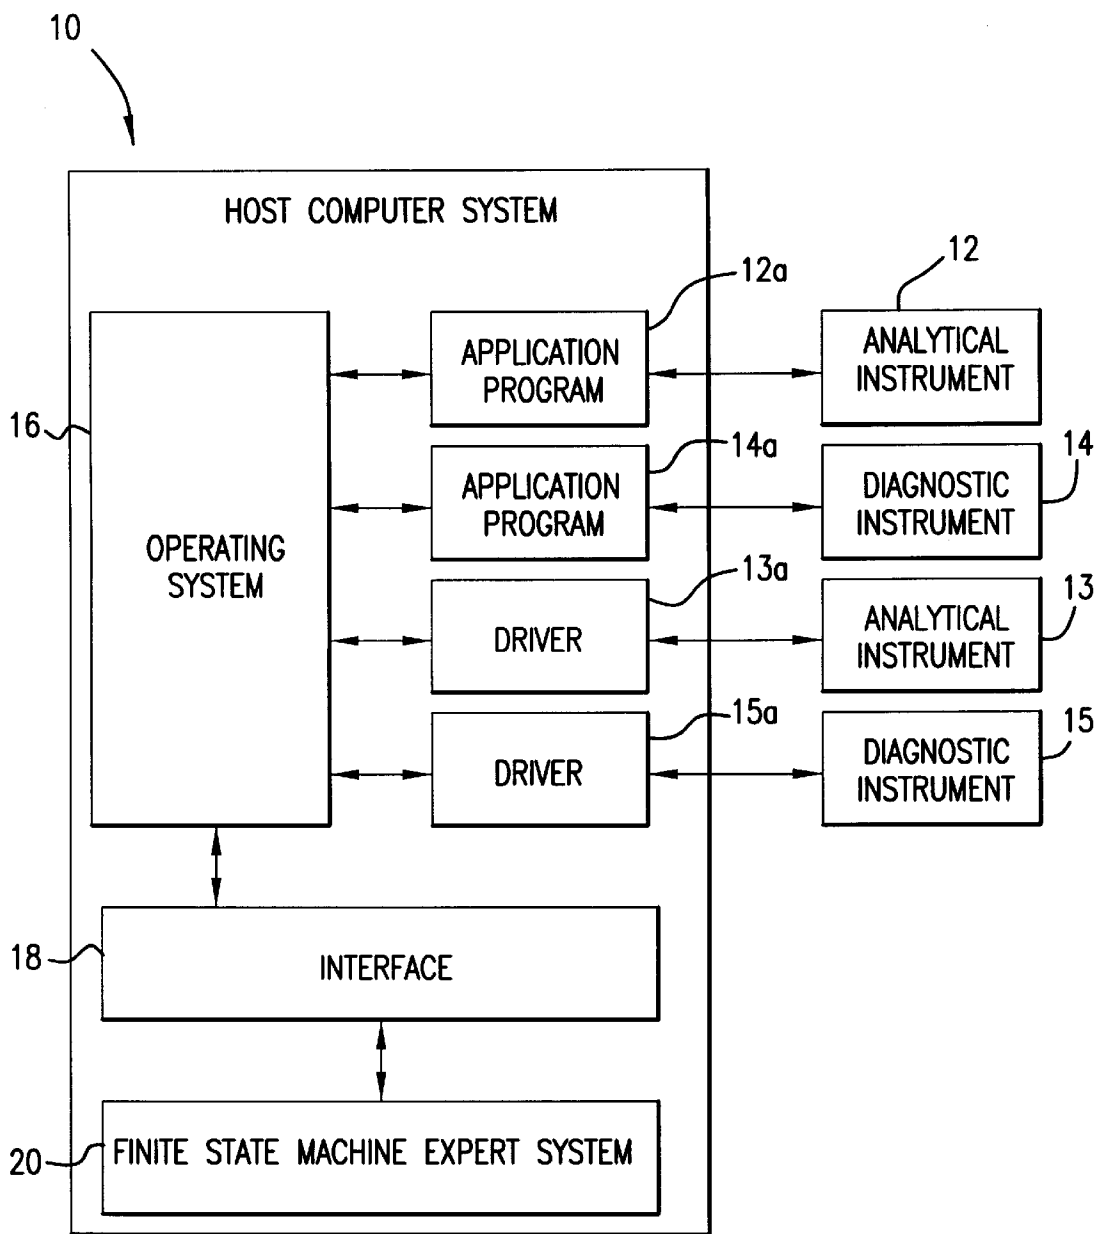 10
HOST COMPUTER SYSTEM
12a
12
APPLICATION
PROGRAM
ANALYTICAL
INSTRUMENT
16
14a
14
APPLICATION
PROGRAM
DIAGNOSTIC
INSTRUMENT
OPERATING
SYSTEM
13a
13
DRIVER
ANALYTICAL
INSTRUMENT
15a
15
DRIVER
DIAGNOSTIC
INSTRUMENT
18
INTERFACE
20
FINITE STATE MACHINE EXPERT SYSTEM